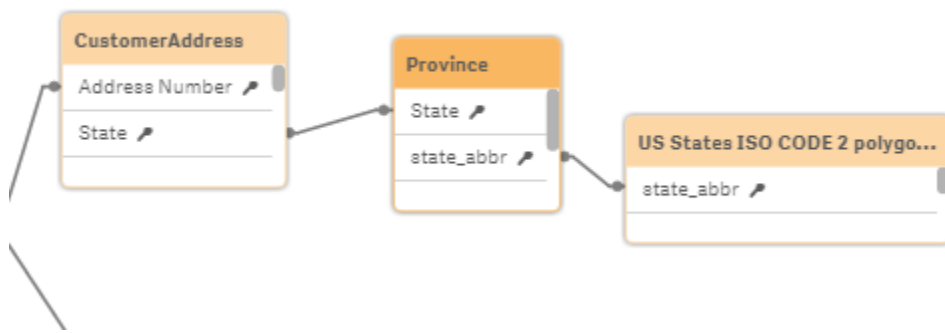 CustomerAddress
Address Number
State
Province
State
state_abbr
US States ISO CODE 2 polygo...
state_abbr